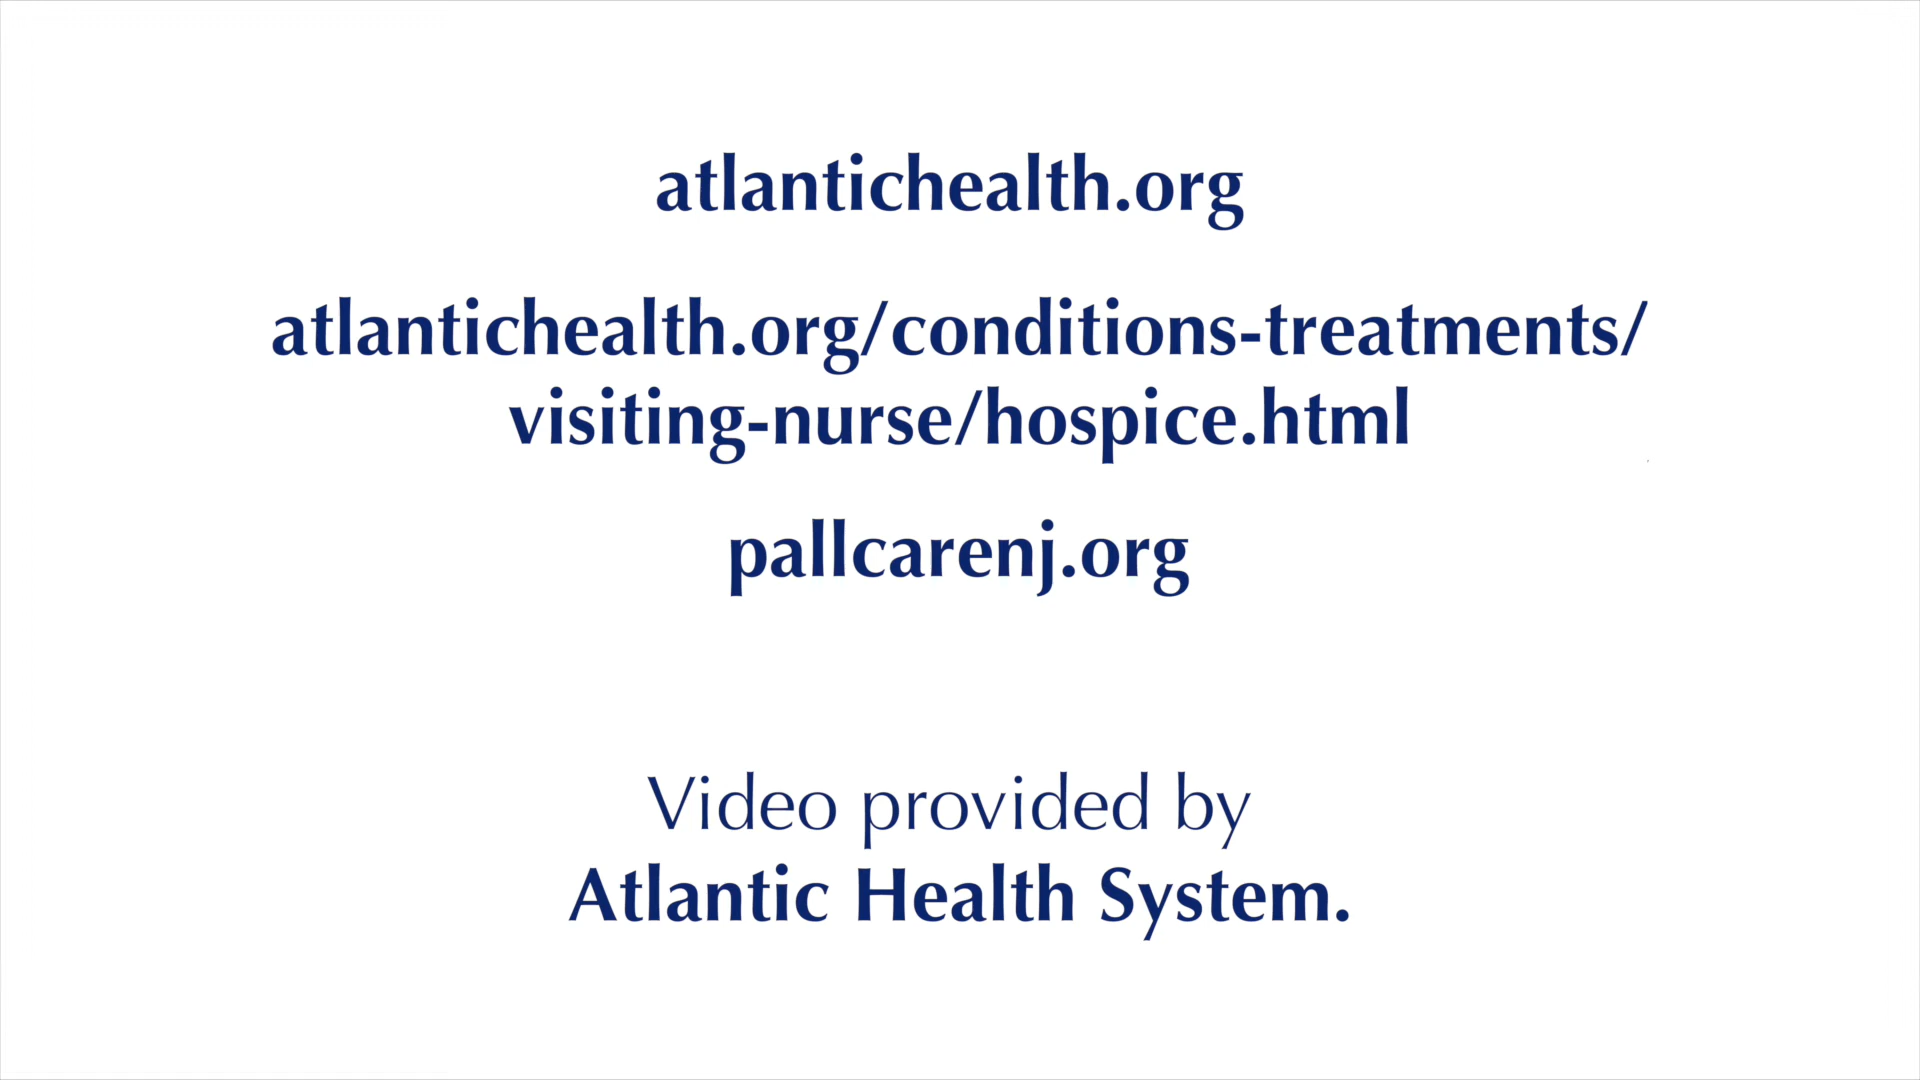 atlantichealth.org
atlantichealth.org/conditions-treatments/
visiting-nurse/hospice.html
pallcarenj.org
Video provided by
Atlantic Health System.